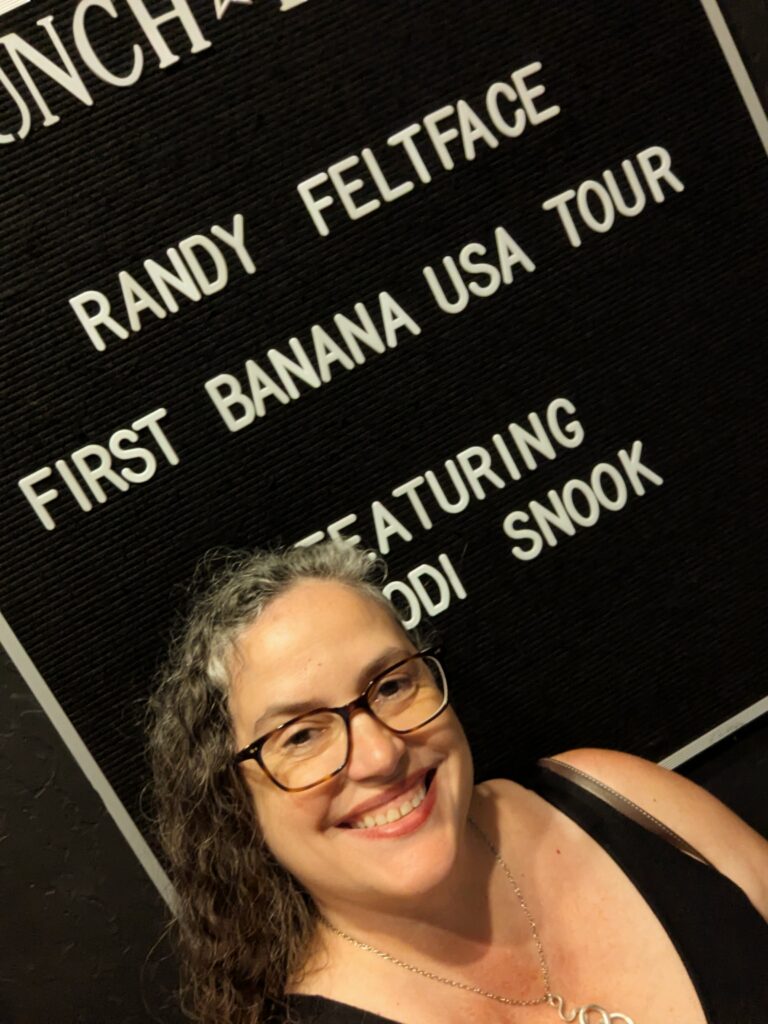 RANDY FELTFACE
FIRST BANANA USA TOUR
FEATURING
SNOOK